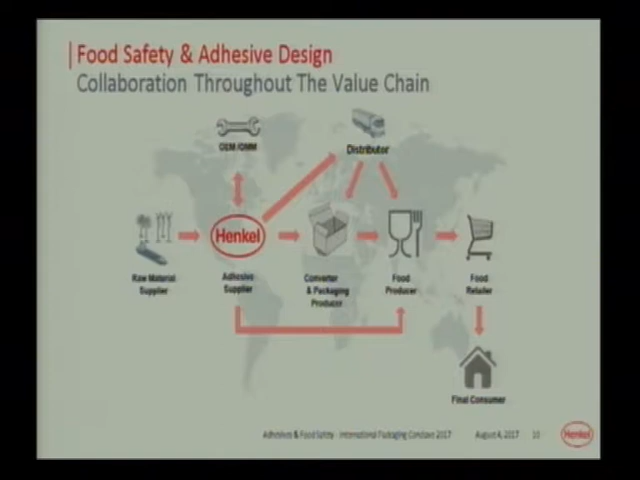 Food Safety & Adhesive Design
Collaboration Throughout The Value Chain
OEM /OMM
Distributor
Henkel
Raw Material
Supplier
Adhesive
Supplier
Converter
& Packaging
Producer
Food
Producer
Food
Retailer
Final Consumer
Adhesives & Food Safety - International Packaging Conclave 2017
August 4, 2017
Henkel